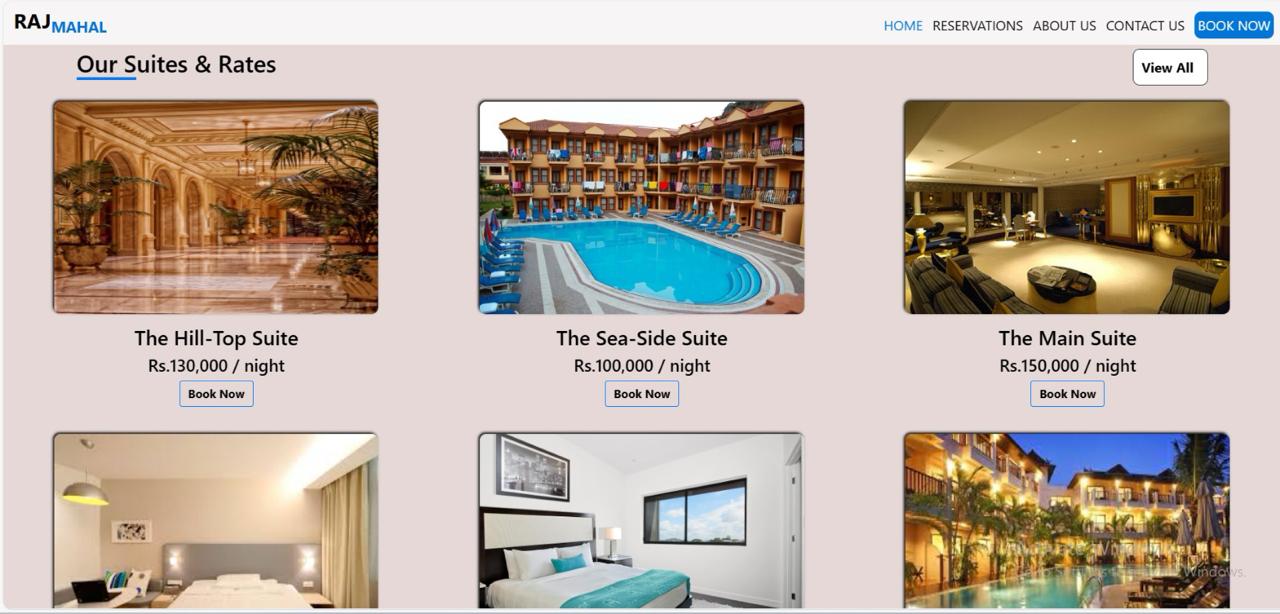 RAJ MAHAL
HOME RESERVATIONS ABOUT US CONTACT US BOOK NOW
Our Suites & Rates
View All
The Hill-Top Suite
Rs.130,000 / night
Book Now
The Sea-Side Suite
Rs.100,000 / night
Book Now
The Main Suite
Rs.150,000 / night
Book Now
Windows.